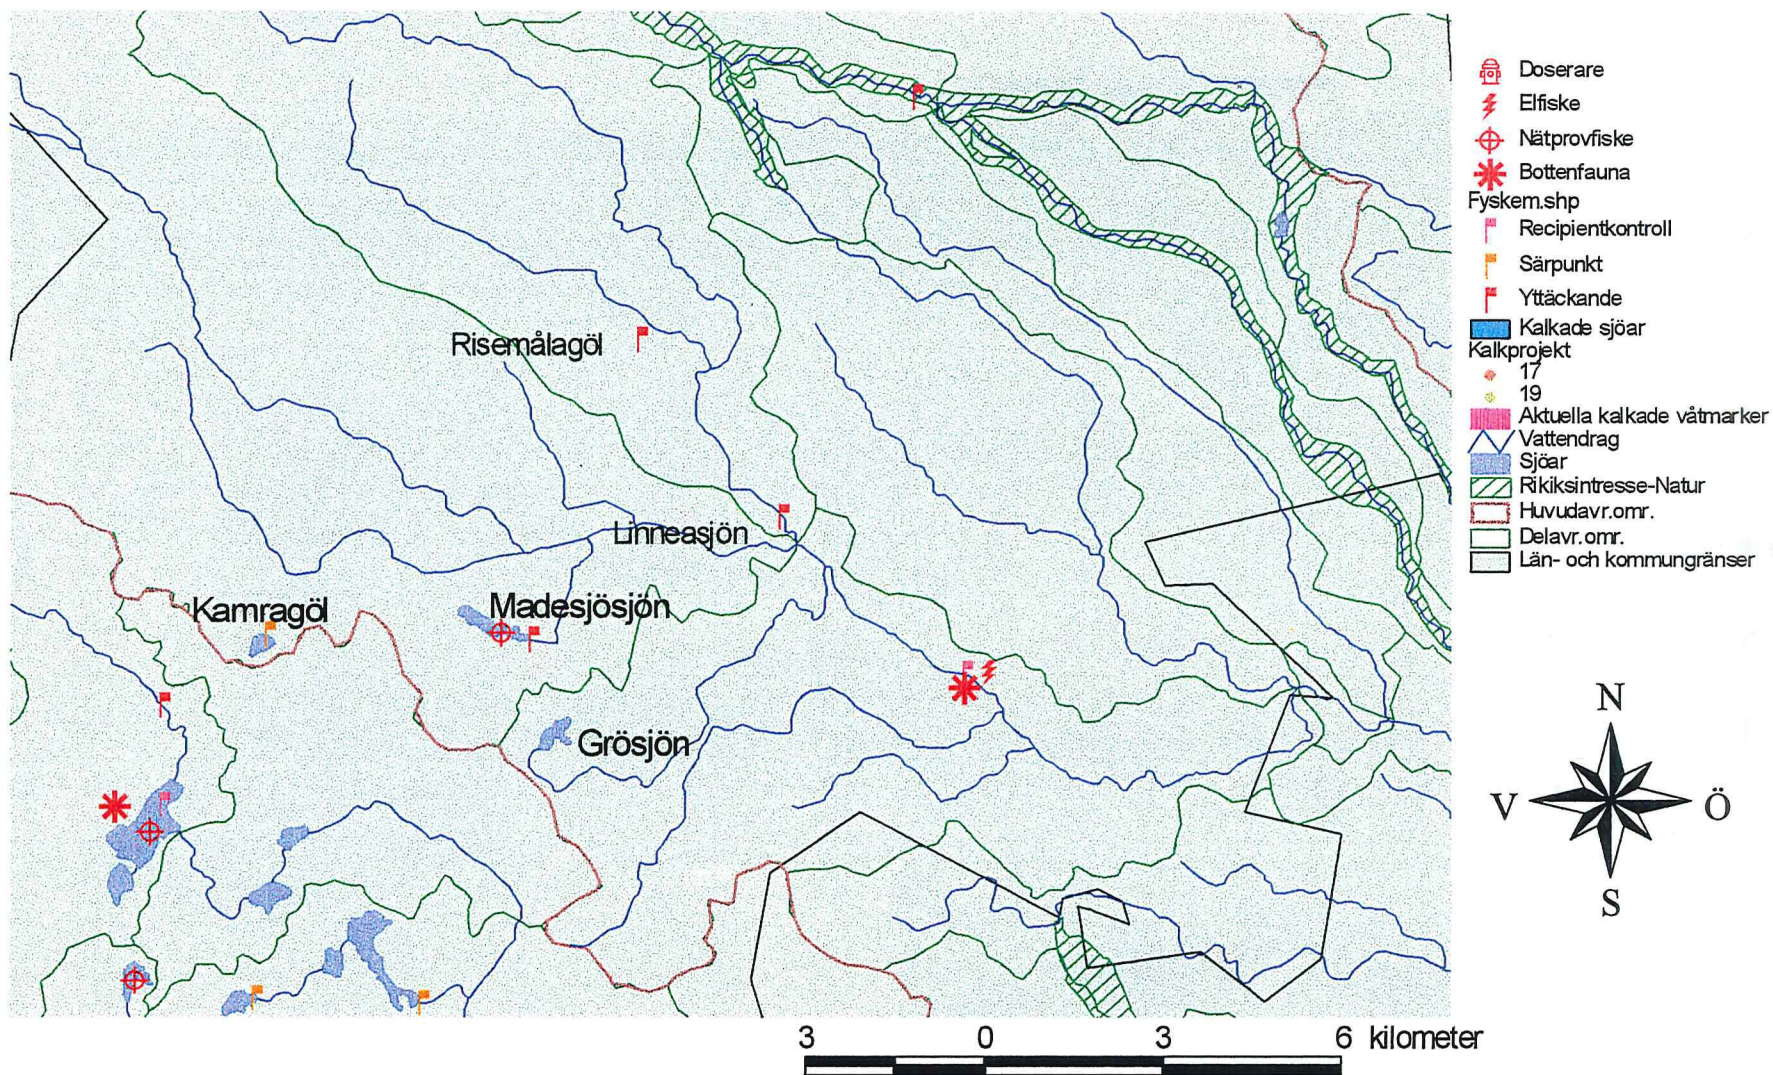 Risemålagöl
Linneasjön
Kamragöl
Madesjösjön
Grösjön
Doserare
Elfiske
Nätprovfiske
Bottenfauna
Fyskem.shp
Recipientkontroll
Särpunkt
Yttäckande
Kalkade sjöar
Kalkprojekt
17
19
Aktuella kalkade våtmarker
Vattendrag
Sjöar
Rikiksintresse-Natur
Huvudavr.omr.
Delavr.omr.
Län- och kommungränser
N
V Ö
S
3 0 3 6 kilometer